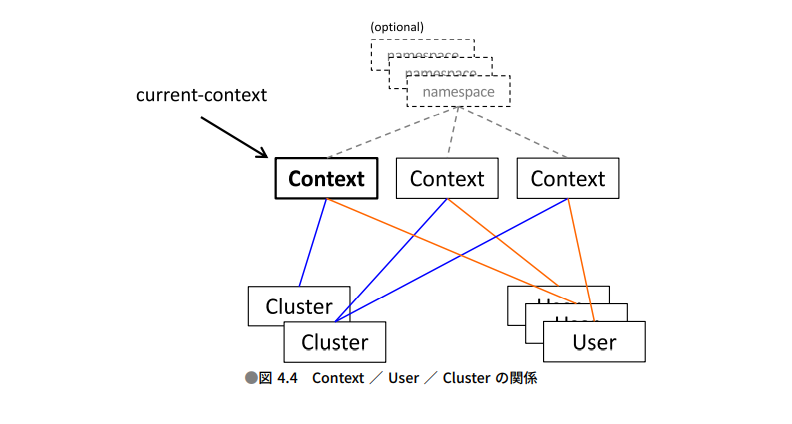 (optional)
namespace
namespace
namespace
current-context
Context
Context
Context
Cluster
Cluster
User
User
User
●図 4.4　Context ／ User ／ Cluster の関係